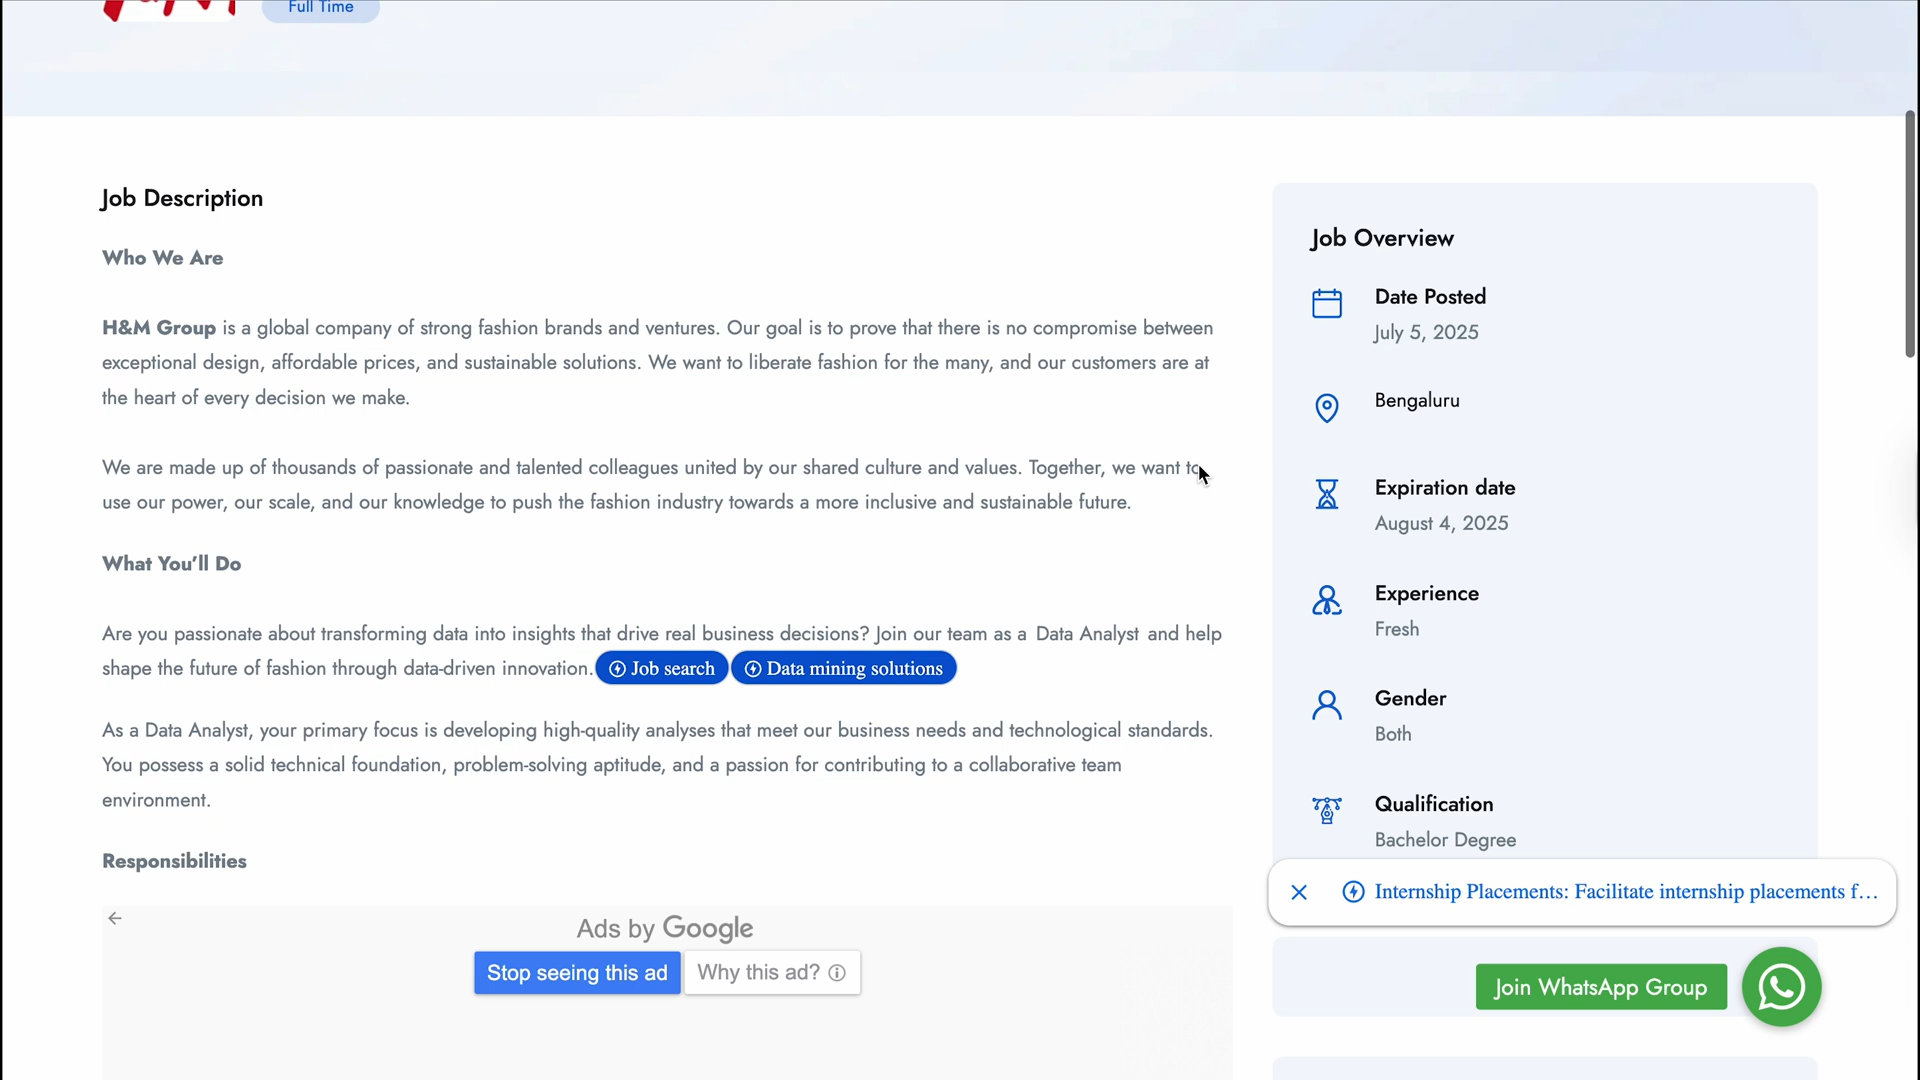 Full Time
Job Description
Who We Are
H&M Group is a global company of strong fashion brands and ventures. Our goal is to prove that there is no compromise between
exceptional design, affordable prices, and sustainable solutions. We want to liberate fashion for the many, and our customers are at
the heart of every decision we make.
We are made up of thousands of passionate and talented colleagues united by our shared culture and values. Together, we want to
use our power, our scale, and our knowledge to push the fashion industry towards a more inclusive and sustainable future.
What You’ll Do
Are you passionate about transforming data into insights that drive real business decisions? Join our team as a Data Analyst and help
shape the future of fashion through data-driven innovation. Job search Data mining solutions
As a Data Analyst, your primary focus is developing high-quality analyses that meet our business needs and technological standards.
You possess a solid technical foundation, problem-solving aptitude, and a passion for contributing to a collaborative team
environment.
Responsibilities
Ads by Google
Stop seeing this ad Why this ad?
Job Overview
Date Posted
July 5, 2025
Bengaluru
Expiration date
August 4, 2025
Experience
Fresh
Gender
Both
Qualification
Bachelor Degree
Internship Placements: Facilitate internship placements f...
Join WhatsApp Group